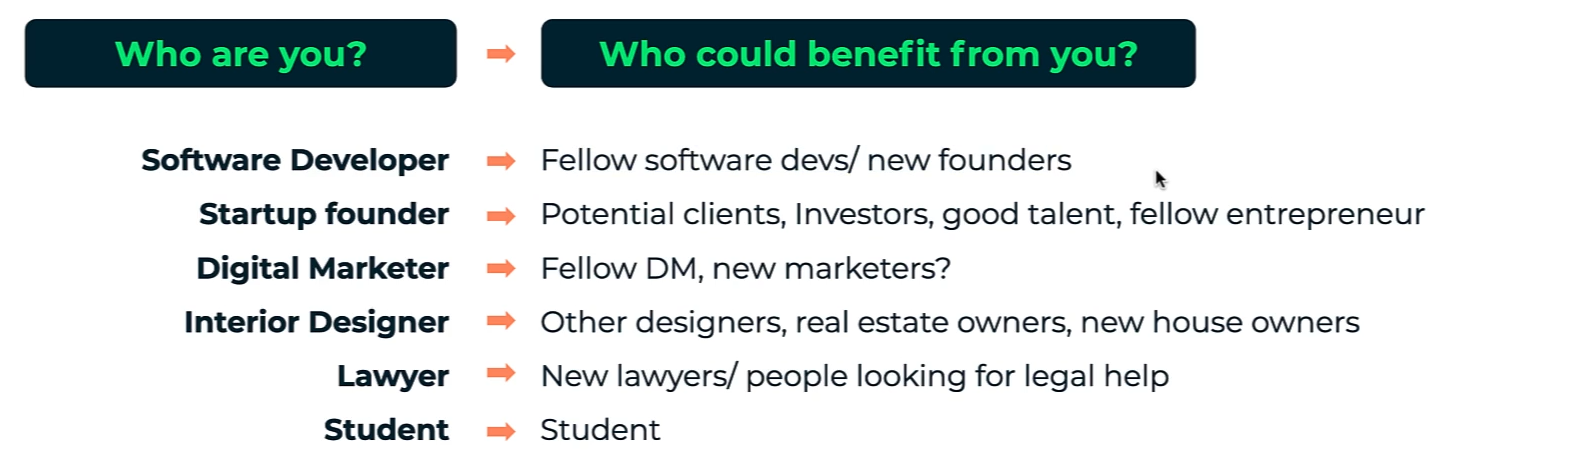 Who are you? ➡ Who could benefit from you?
Software Developer ➡ Fellow software devs/ new founders
Startup founder ➡ Potential clients, Investors, good talent, fellow entrepreneur
Digital Marketer ➡ Fellow DM, new marketers?
Interior Designer ➡ Other designers, real estate owners, new house owners
Lawyer ➡ New lawyers/ people looking for legal help
Student ➡ Student